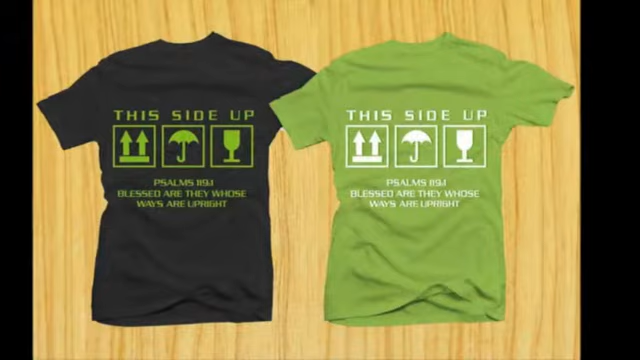 THIS SIDE UP
PSALMS 119:1
BLESSED ARE THEY WHOSE
WAYS ARE UPRIGHT
THIS SIDE UP
PSALMS 119:1
BLESSED ARE THEY WHOSE
WAYS ARE UPRIGHT